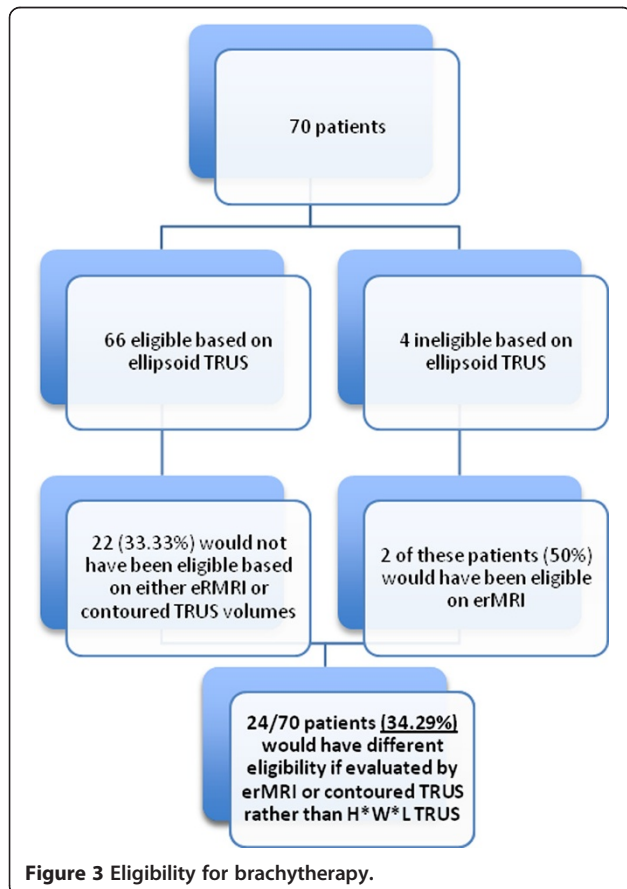 70 patients
66 eligible based on
ellipsoid TRUS
4 ineligible based on
ellipsoid TRUS
22 (33.33%) would not
have been eligible based
on either eRMRI or
contoured TRUS volumes
2 of these patients (50%)
would have been eligible
on erMRI
24/70 patients (34.29%)
would have different
eligibility if evaluated by
erMRI or contoured TRUS
rather than H*W*L TRUS
Figure 3 Eligibility for brachytherapy.